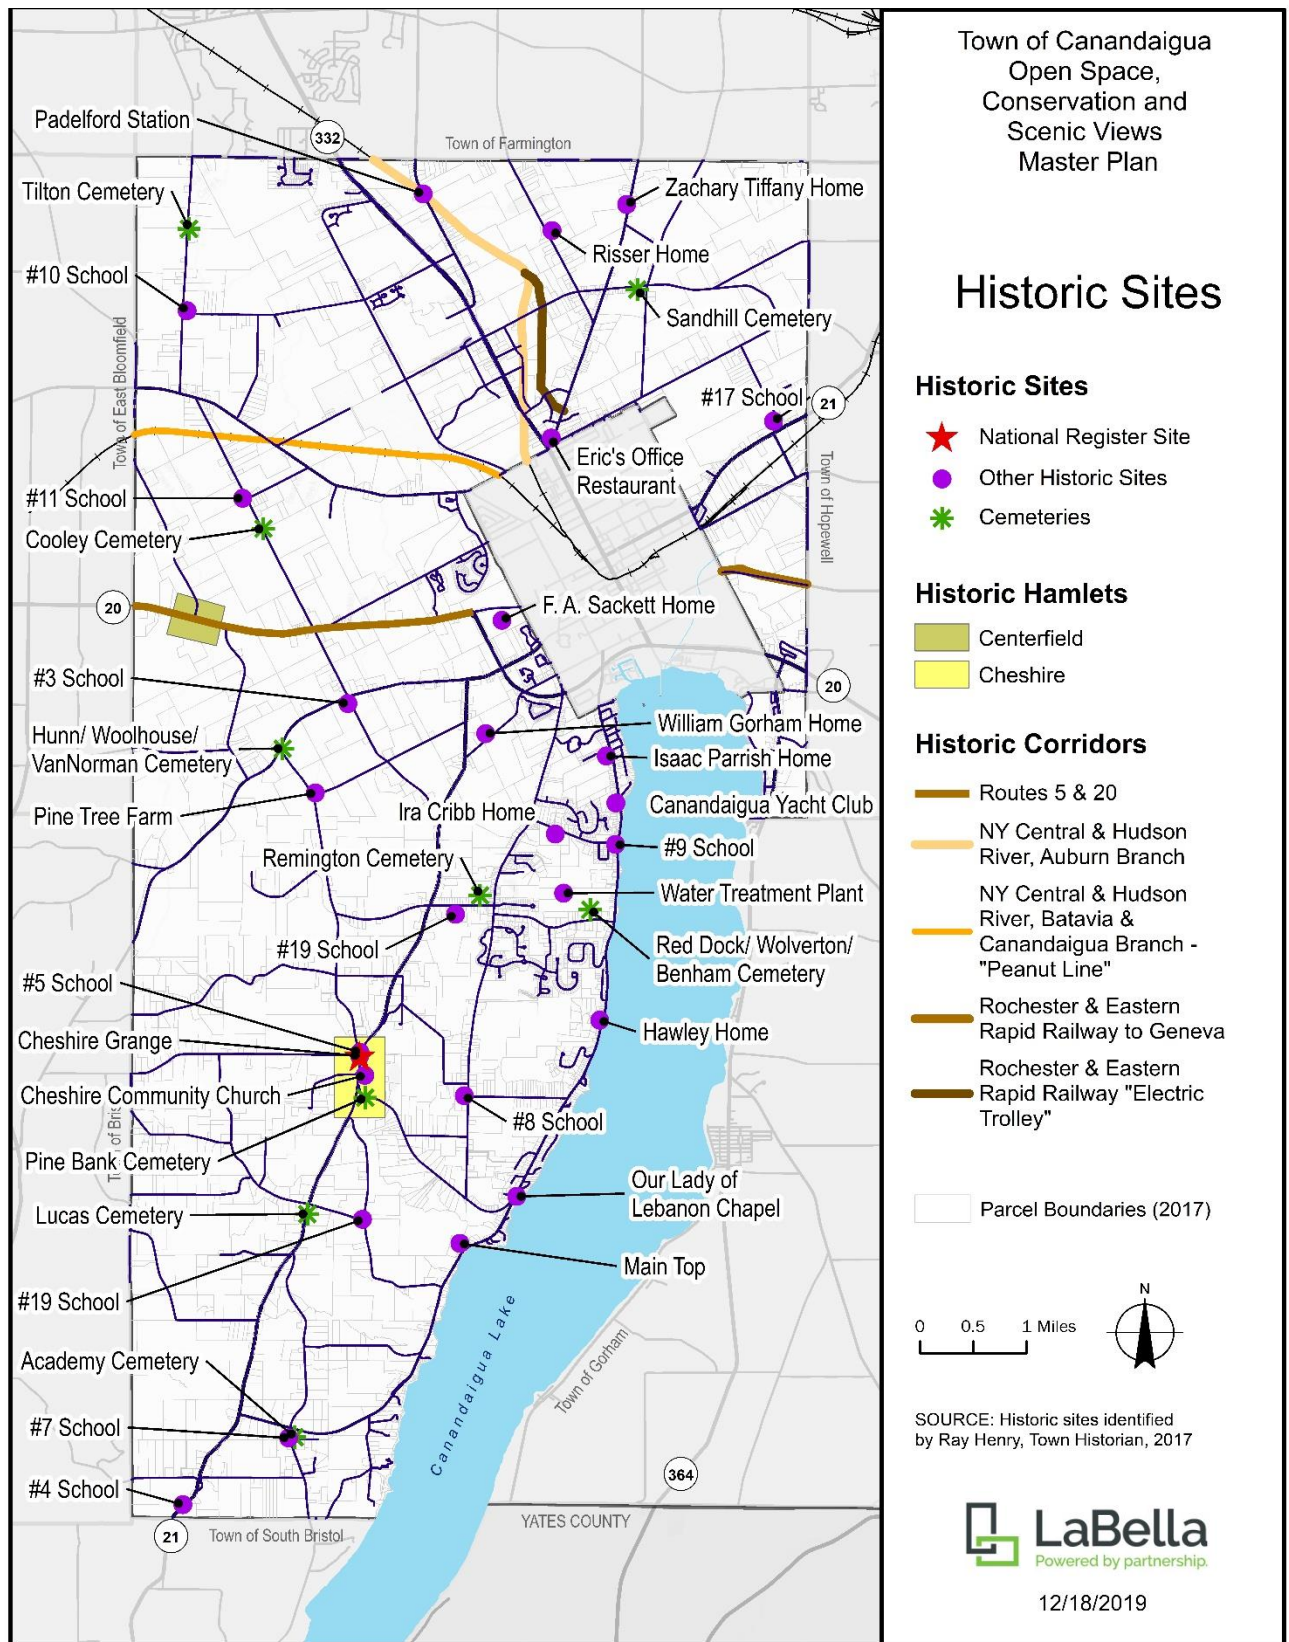 Padelford Station
332
Town of Farmington
Tilton Cemetery
Zachary Tiffany Home
Risser Home
#10 School
Sandhill Cemetery
Town of East Bloomfield
#17 School
21
Eric's Office
Restaurant
#11 School
Town of Hopewell
Cooley Cemetery
20
F. A. Sackett Home
#3 School
20
William Gorham Home
Hunn/ Woolhouse/
VanNorman Cemetery
Isaac Parrish Home
Pine Tree Farm
Ira Cribb Home
Canandaigua Yacht Club
#9 School
Remington Cemetery
Water Treatment Plant
#19 School
Red Dock/ Wolverton/
Benham Cemetery
#5 School
Cheshire Grange
Hawley Home
Cheshire Community Church
#8 School
Pine Bank Cemetery
Our Lady of
Lebanon Chapel
Lucas Cemetery
Main Top
#19 School
Canandaigua Lake
Town of Gorham
Academy Cemetery
#7 School
#4 School
364
21
Town of South Bristol
YATES COUNTY
Town of Canandaigua
Open Space,
Conservation and
Scenic Views
Master Plan
Historic Sites
Historic Sites
National Register Site
Other Historic Sites
Cemeteries
Historic Hamlets
Centerfield
Cheshire
Historic Corridors
Routes 5 & 20
NY Central & Hudson
River, Auburn Branch
NY Central & Hudson
River, Batavia &
Canandaigua Branch -
"Peanut Line"
Rochester & Eastern
Rapid Railway to Geneva
Rochester & Eastern
Rapid Railway "Electric
Trolley"
Parcel Boundaries (2017)
N
0 0.5 1 Miles
SOURCE: Historic sites identified
by Ray Henry, Town Historian, 2017
LaBella
Powered by partnership.
12/18/2019